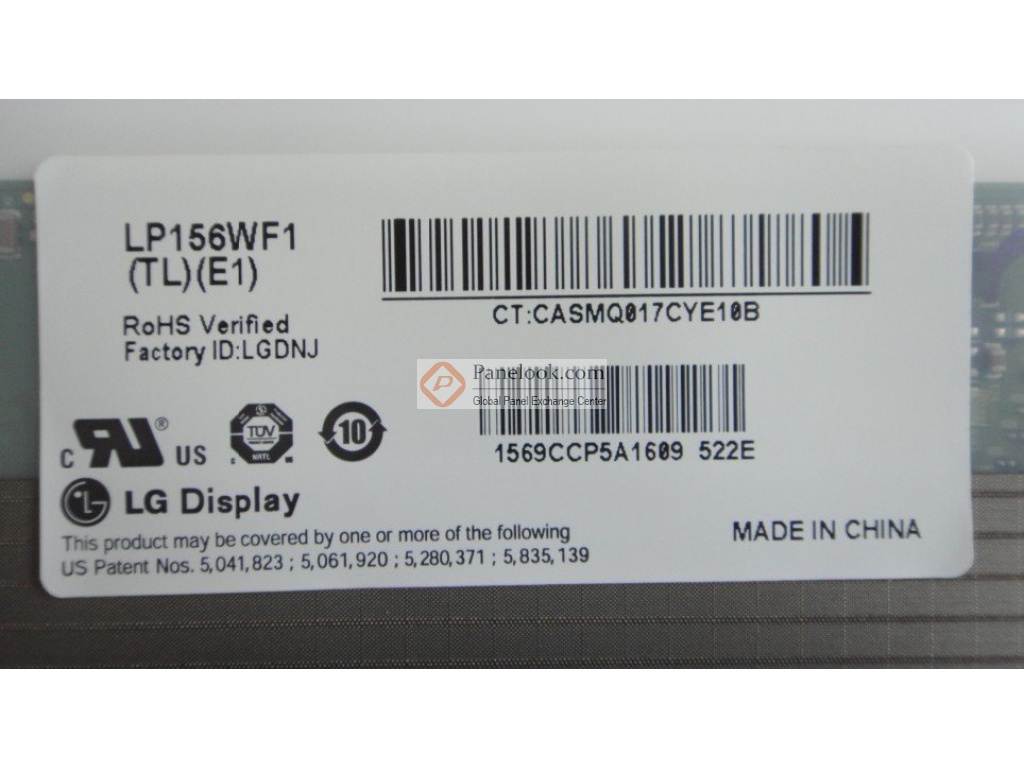 LP156WF1
(TL)(E1)
CT:CASMQ017CYE10B
RoHS Verified
Factory ID:LGDNJ
Panelook.com
Global Panel Exchange Center
1569CCP5A1609 522E
C RU ® US
TÜV
NRTL
10
LG Display
MADE IN CHINA
This product may be covered by one or more of the following
US Patent Nos. 5,041,823 ; 5,061,920 ; 5,280,371 ; 5,835,139